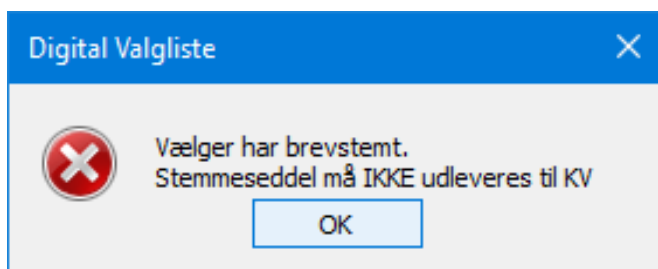 Digital Valgliste
Vælger har brevstemt.
Stemmeseddel må IKKE udleveres til KV
OK